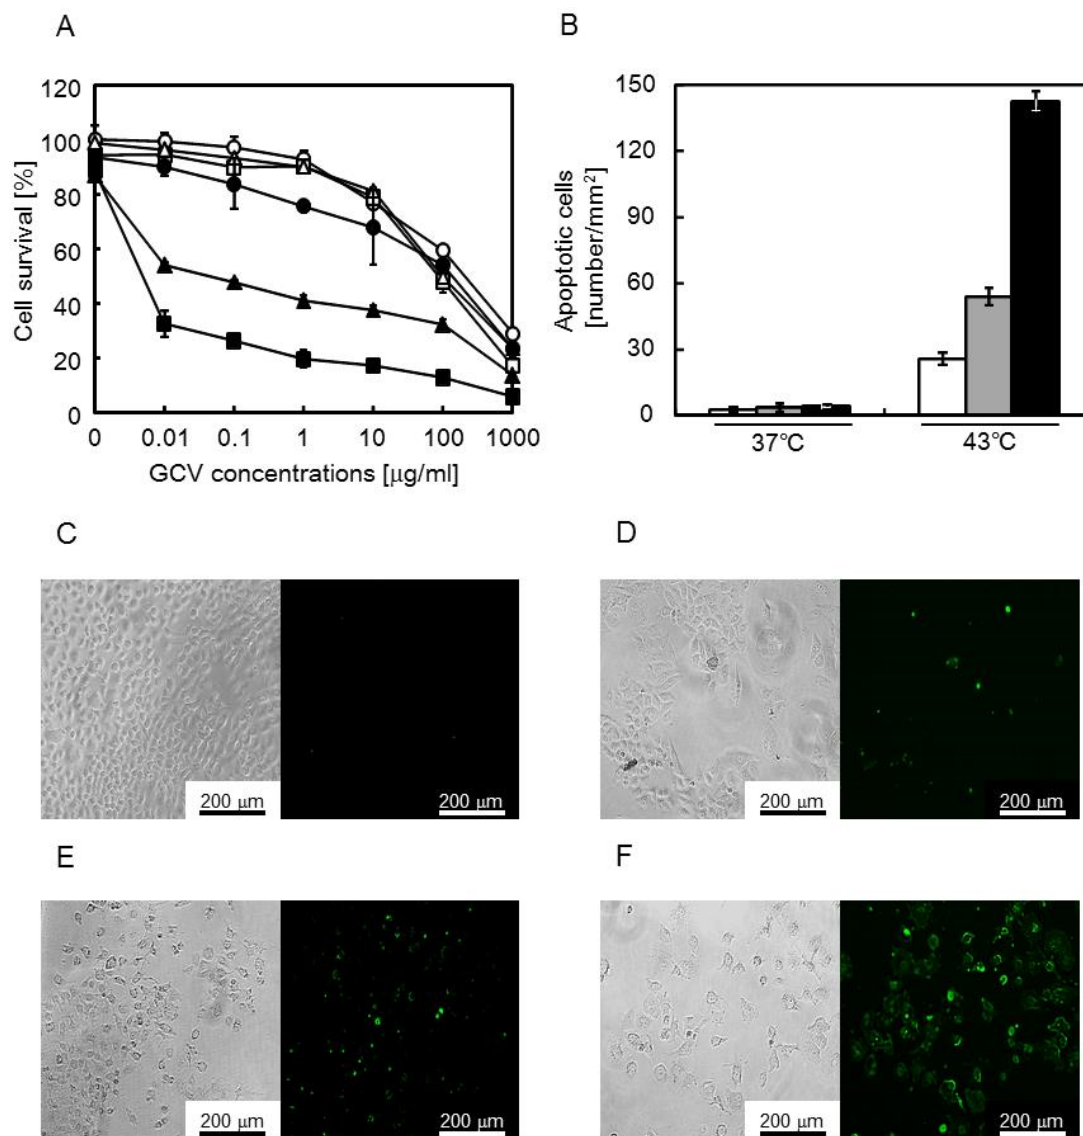 A
B
120
100
80
60
40
20
0
Cell survival [%]
0 0.01 0.1 1 10 100 1000
GCV concentrations [μg/ml]
150
120
90
60
30
0
Apoptotic cells
[number/mm²]
37℃ 43℃
C
D
200 μm 200 μm
200 μm 200 μm
E
F
200 μm 200 μm
200 μm 200 μm